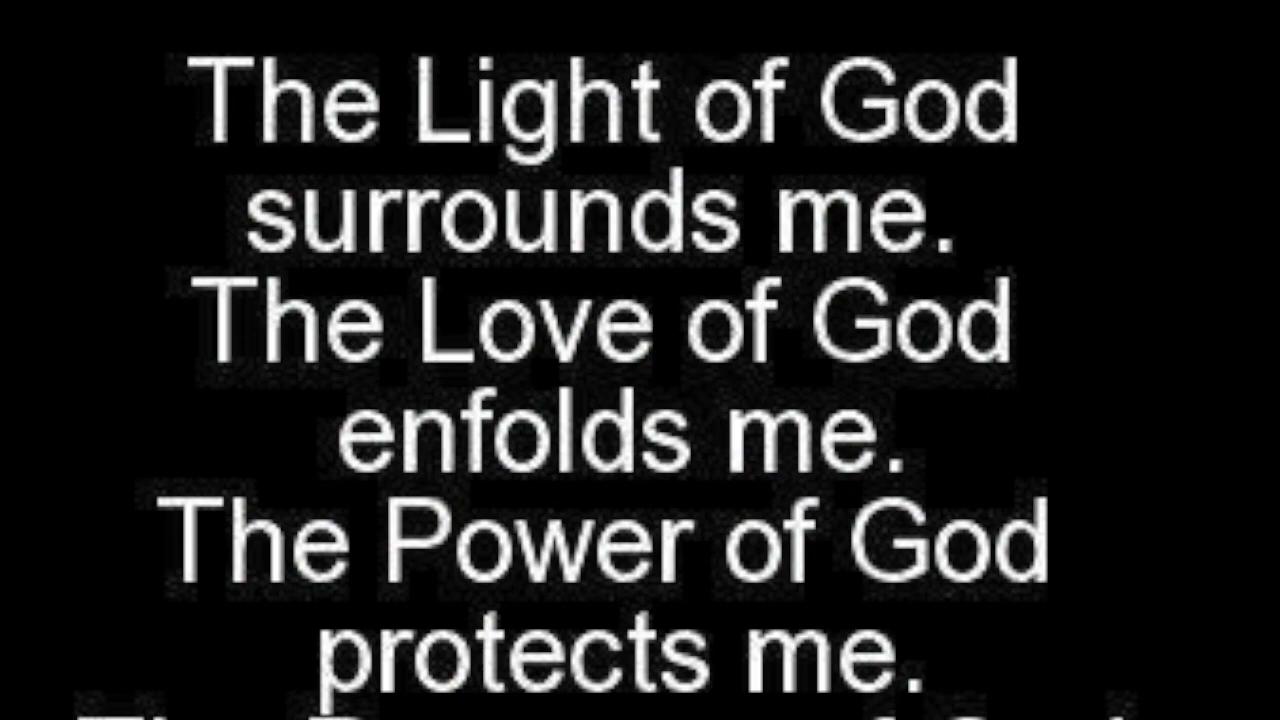 The Light of God
surrounds me.
The Love of God
enfolds me.
The Power of God
protects me.